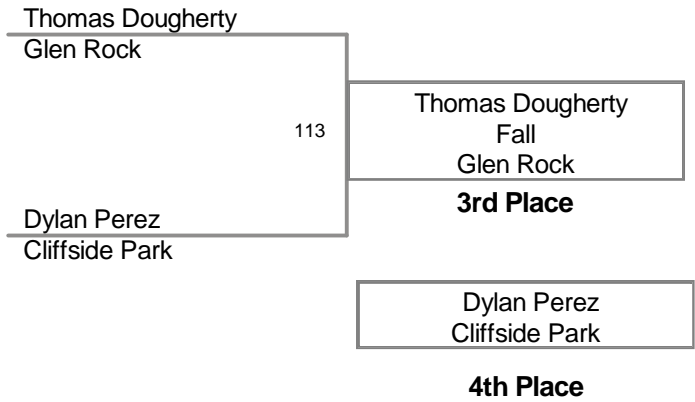 Thomas Dougherty
Glen Rock
113
Thomas Dougherty
Fall
Glen Rock
3rd Place
Dylan Perez
Cliffside Park
Dylan Perez
Cliffside Park
4th Place